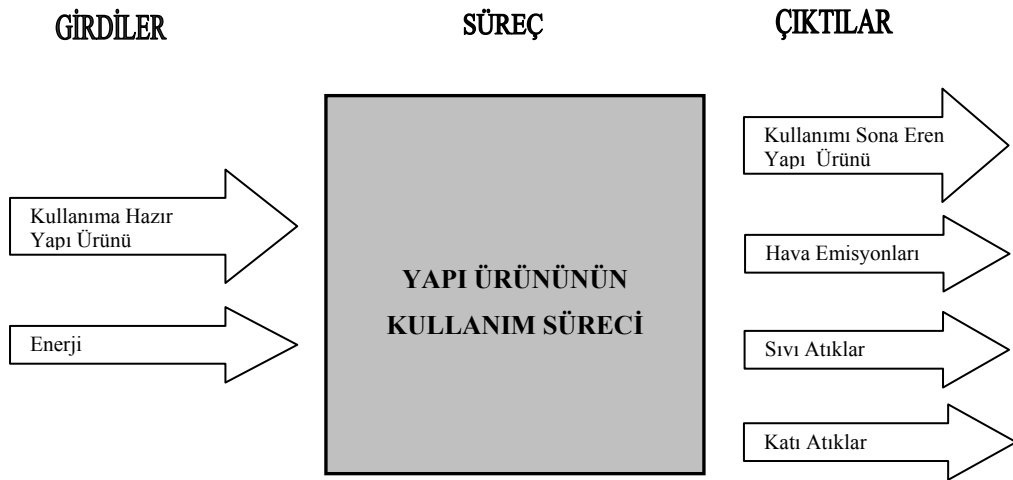 GİRDİLER
SÜREÇ
ÇIKTILAR
Kullanıma Hazır
Yapı Ürünü
Enerji
YAPI ÜRÜNÜNÜN
KULLANIM SÜRECİ
Kullanımı Sona Eren
Yapı Ürünü
Hava Emisyonları
Sıvı Atıklar
Katı Atıklar